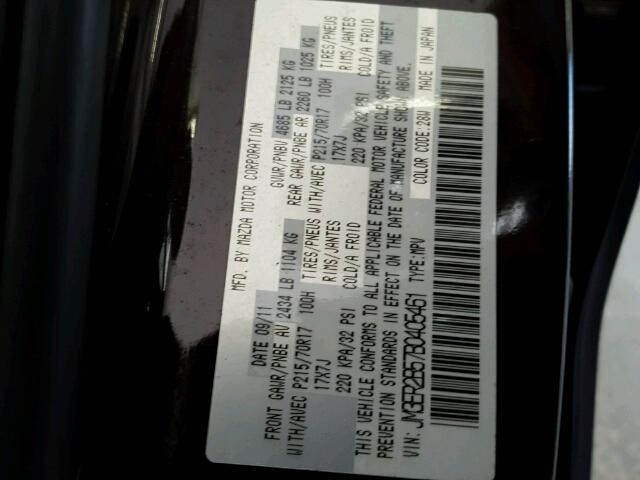 MFD. BY MAZDA MOTOR CORPORATION
DATE 09/11 GVWR/PNBV 4685 LB 2125 KG
FRONT GAWR/PNBE AV 2434 LB 1104 KG REAR GAWR/PNBE AR 2260 LB 1025 KG
WITH/AVEC P215/70R17 100H TIRES/PNEUS WITH/AVEC P215/70R17 100H TIRES/PNEUS
17X7J RIMS/JANTES 17X7J RIMS/JANTES
220 KPA/32 PSI COLD/A FROID 220 KPA/32 PSI COLD/A FROID
THIS VEHICLE CONFORMS TO ALL APPLICABLE FEDERAL MOTOR VEHICLE SAFETY AND THEFT
PREVENTION STANDARDS IN EFFECT ON THE DATE OF MANUFACTURE SHOWN ABOVE.
VIN: JM3ER2B57B0405461 TYPE:MPV COLOR CODE: 28W MADE IN JAPAN